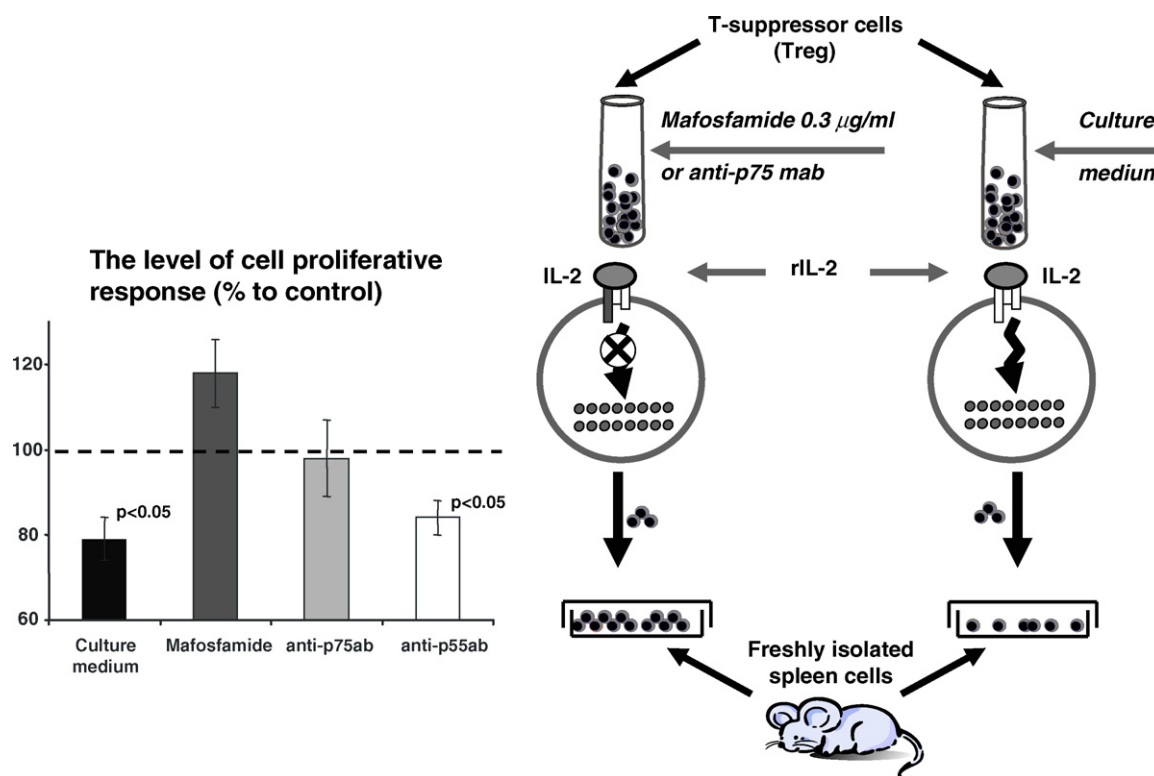 T-suppressor cells
(Treg)
Mafosfamide 0.3 μg/ml
or anti-p75 mab
Culture
medium
IL-2
rIL-2
IL-2
The level of cell proliferative
response (% to control)
120
100
80
60
p<0.05
p<0.05
Culture
medium
Mafosfamide
anti-p75ab
anti-p55ab
Freshly isolated
spleen cells